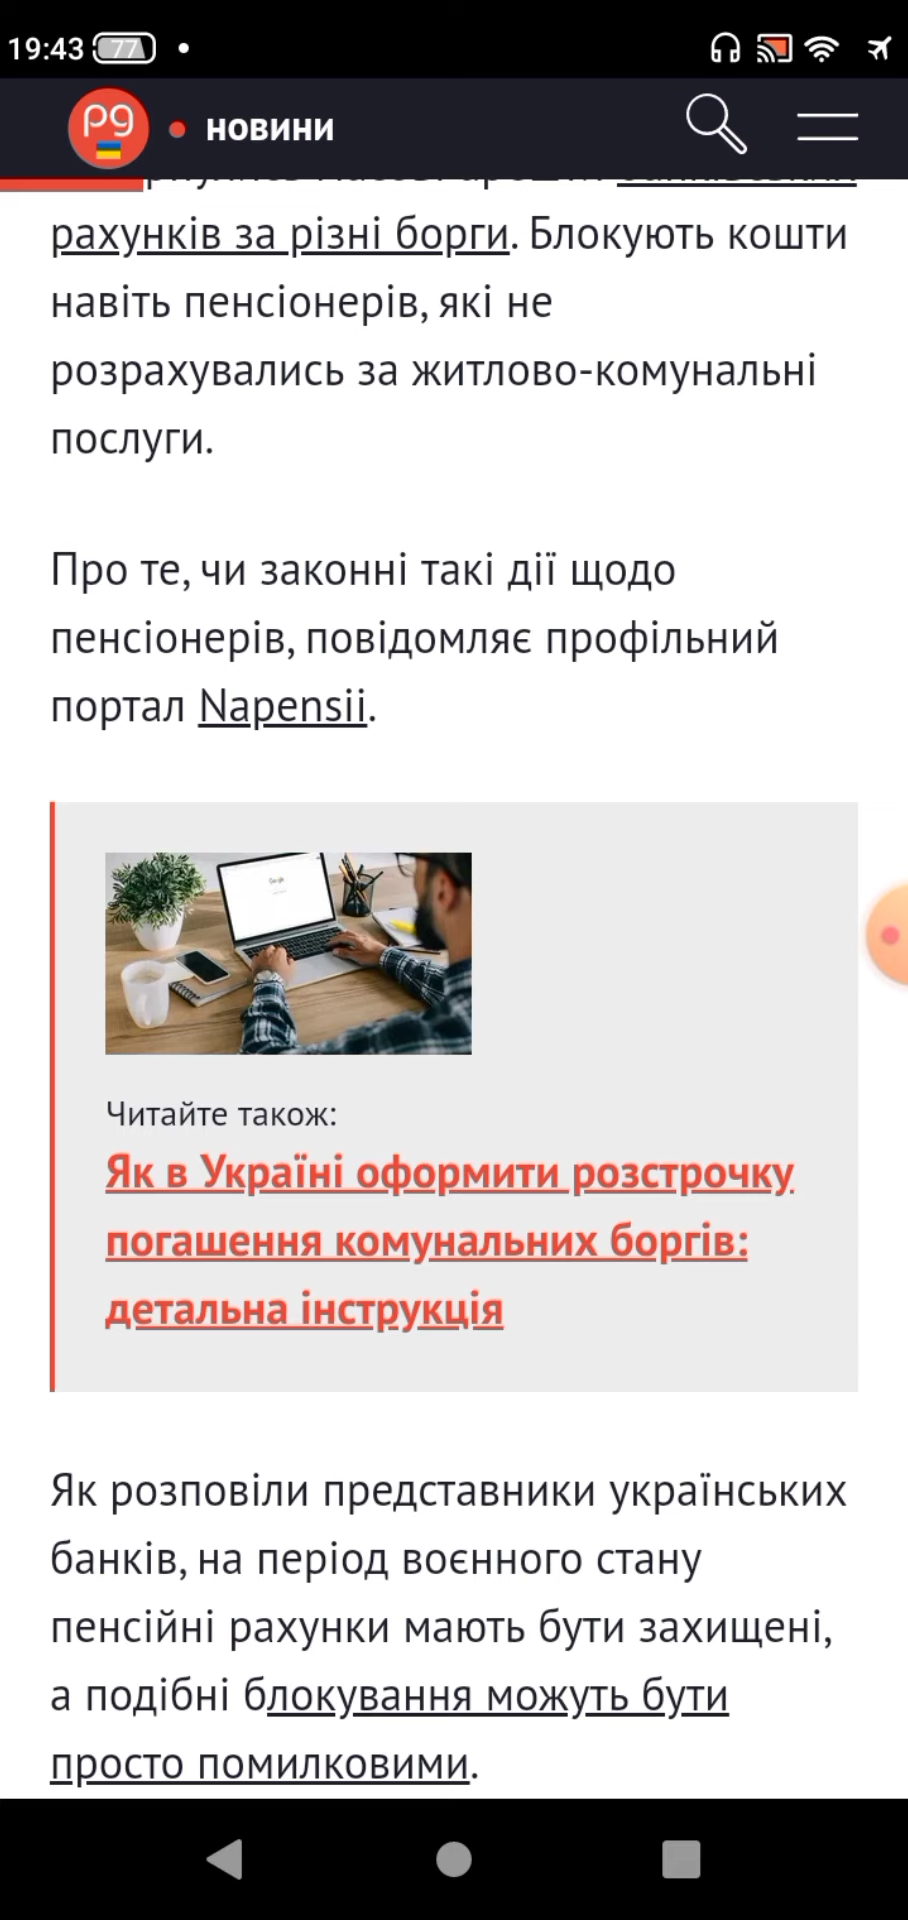 19:43 77
P9 • НОВИНИ
рахунків за різні борги. Блокують кошти
навіть пенсіонерів, які не
розрахувались за житлово-комунальні
послуги.
Про те, чи законні такі дії щодо
пенсіонерів, повідомляє профільний
портал Napensii.
Google
Читайте також:
Як в Україні оформити розстрочку
погашення комунальних боргів:
детальна інструкція
Як розповіли представники українських
банків, на період воєнного стану
пенсійні рахунки мають бути захищені,
а подібні блокування можуть бути
просто помилковими.